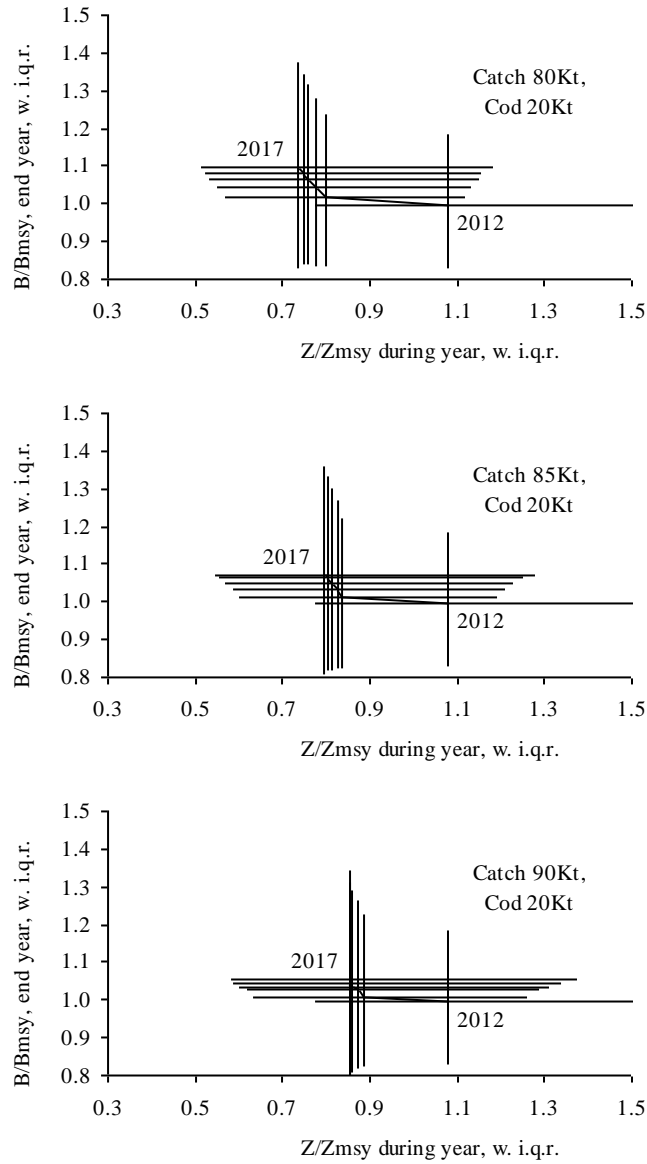 B/Bmsy, end year, w. i.q.r.
1.5
1.4
1.3
1.2
1.1
1.0
0.9
0.8
Catch 80Kt,
Cod 20Kt
2017
2012
0.3 0.5 0.7 0.9 1.1 1.3 1.5
Z/Zmsy during year, w. i.q.r.
B/Bmsy, end year, w. i.q.r.
1.5
1.4
1.3
1.2
1.1
1.0
0.9
0.8
Catch 85Kt,
Cod 20Kt
2017
2012
0.3 0.5 0.7 0.9 1.1 1.3 1.5
Z/Zmsy during year, w. i.q.r.
B/Bmsy, end year, w. i.q.r.
1.5
1.4
1.3
1.2
1.1
1.0
0.9
0.8
Catch 90Kt,
Cod 20Kt
2017
2012
0.3 0.5 0.7 0.9 1.1 1.3 1.5
Z/Zmsy during year, w. i.q.r.